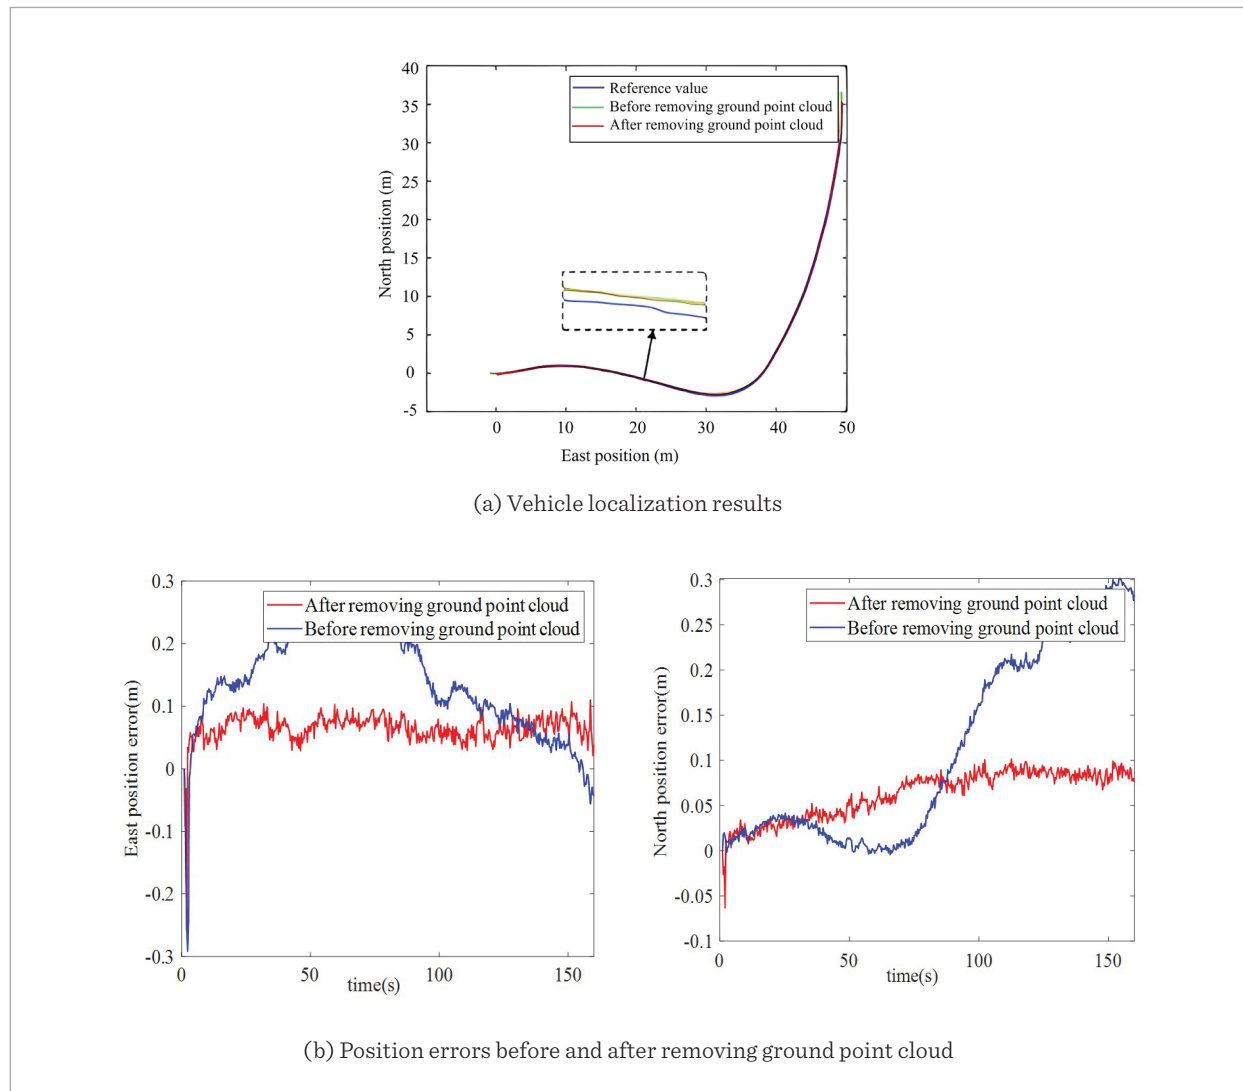 40
35
30
25
20
15
10
5
0
-5
North position (m)
Reference value
Before removing ground point cloud
After removing ground point cloud
0 10 20 30 40 50
East position (m)
(a) Vehicle localization results
0.3
0.2
0.1
0
-0.1
-0.2
-0.3
East position error(m)
After removing ground point cloud
Before removing ground point cloud
0 50 100 150
time(s)
0.3
0.25
0.2
0.15
0.1
0.05
0
-0.05
-0.1
North position error(m)
After removing ground point cloud
Before removing ground point cloud
0 50 100 150
time(s)
(b) Position errors before and after removing ground point cloud